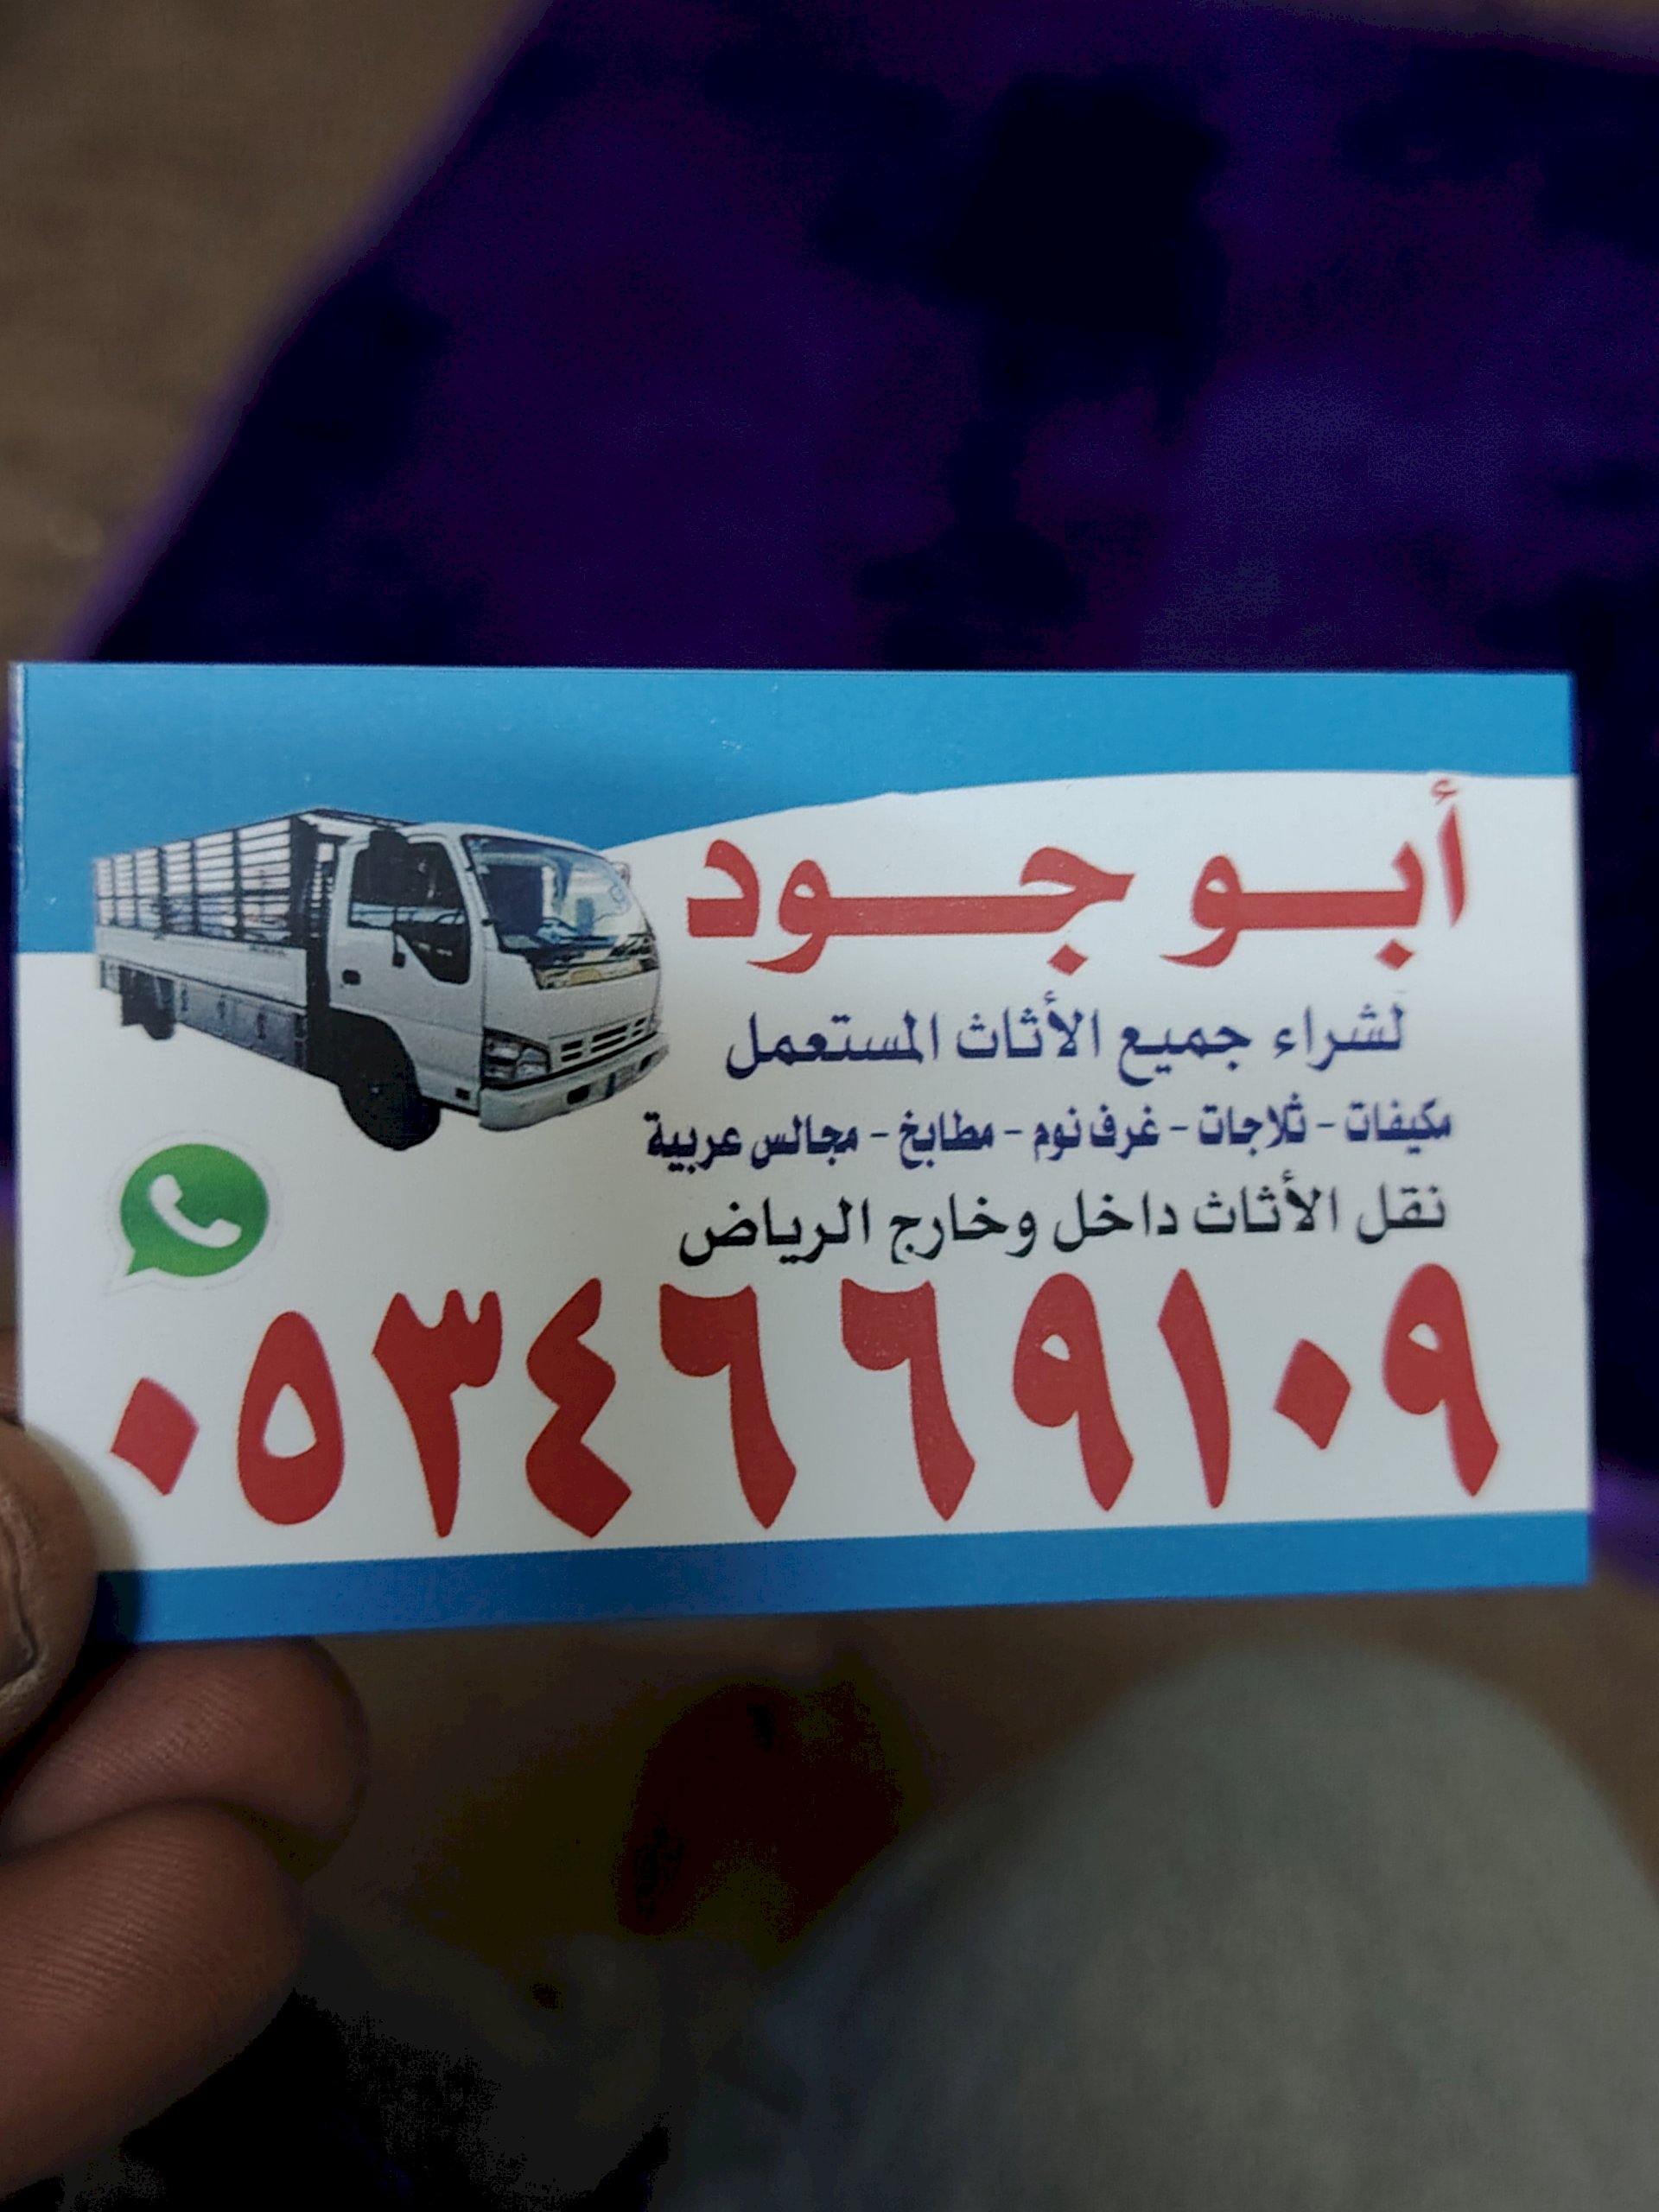 أبو جود
لشراء جميع الأثاث المستعمل
مكيفات - ثلاجات - غرف نوم - مطابخ - مجالس عربية
نقل الأثاث داخل وخارج الرياض
٠٥٣٤٦٦٩١٠٩